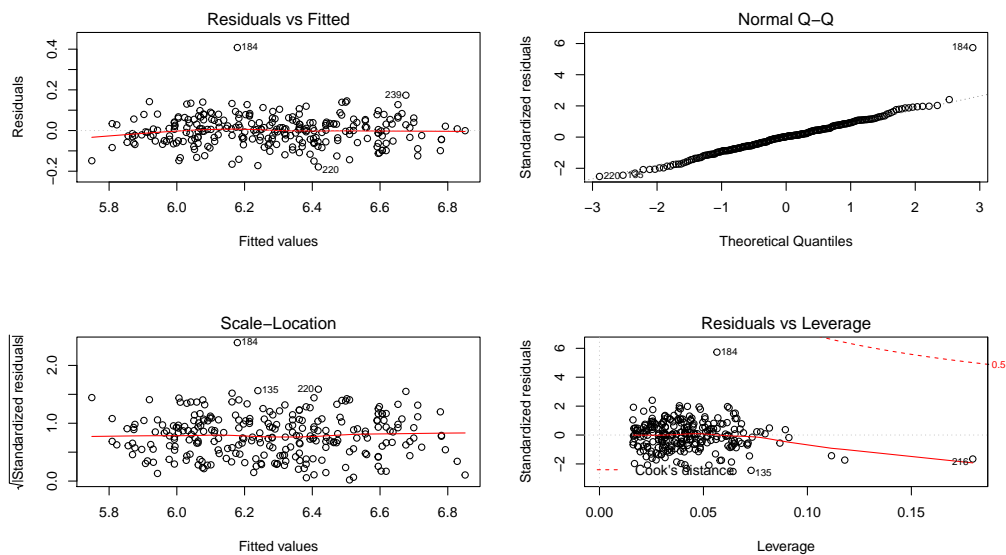 Residuals vs Fitted
Residuals
0.4
0.2
0.0
−0.2
184
239
220
5.8 6.0 6.2 6.4 6.6 6.8
Fitted values
Normal Q−Q
Standardized residuals
6
4
2
0
−2
184
220
135
−3 −2 −1 0 1 2 3
Theoretical Quantiles
Scale−Location
√|Standardized residuals|
2.0
1.0
0.0
184
135
220
5.8 6.0 6.2 6.4 6.6 6.8
Fitted values
Residuals vs Leverage
Standardized residuals
6
4
2
0
−2
184
0.5
216
Cook's distance
135
0.00 0.05 0.10 0.15
Leverage